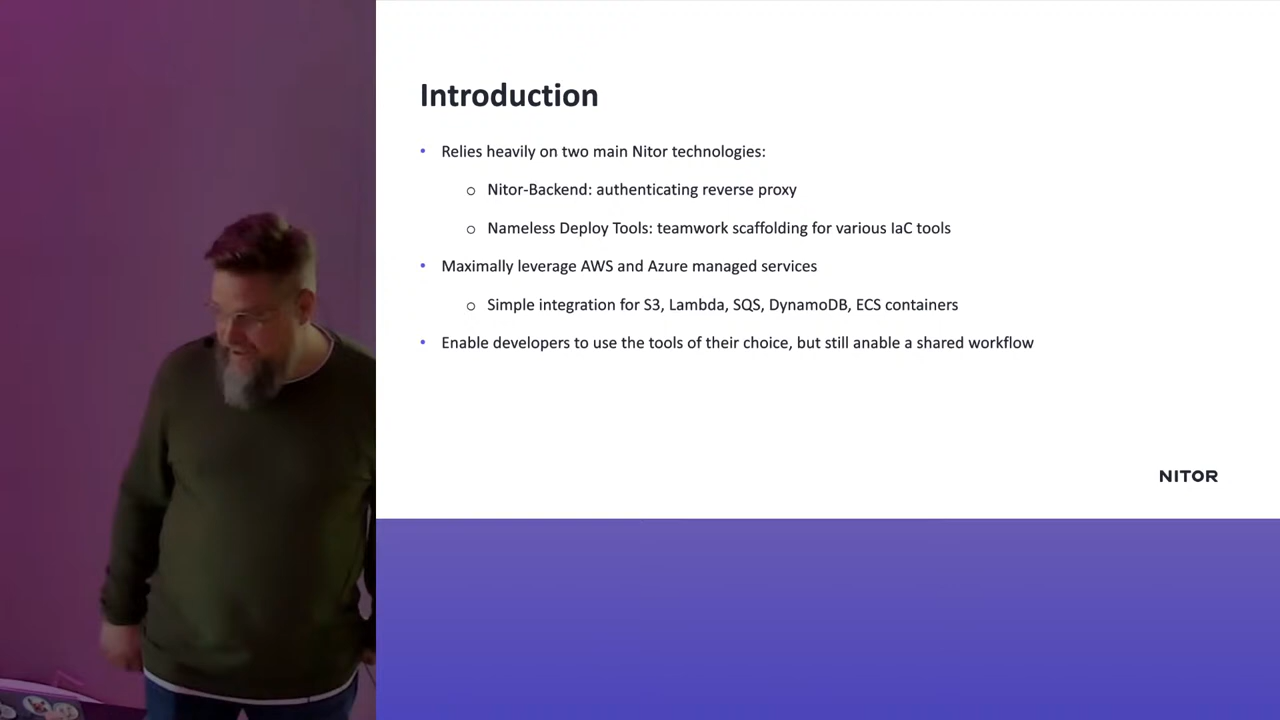 Introduction
• Relies heavily on two main Nitor technologies:
o Nitor-Backend: authenticating reverse proxy
o Nameless Deploy Tools: teamwork scaffolding for various IaC tools
• Maximally leverage AWS and Azure managed services
o Simple integration for S3, Lambda, SQS, DynamoDB, ECS containers
• Enable developers to use the tools of their choice, but still anable a shared workflow
NITOR